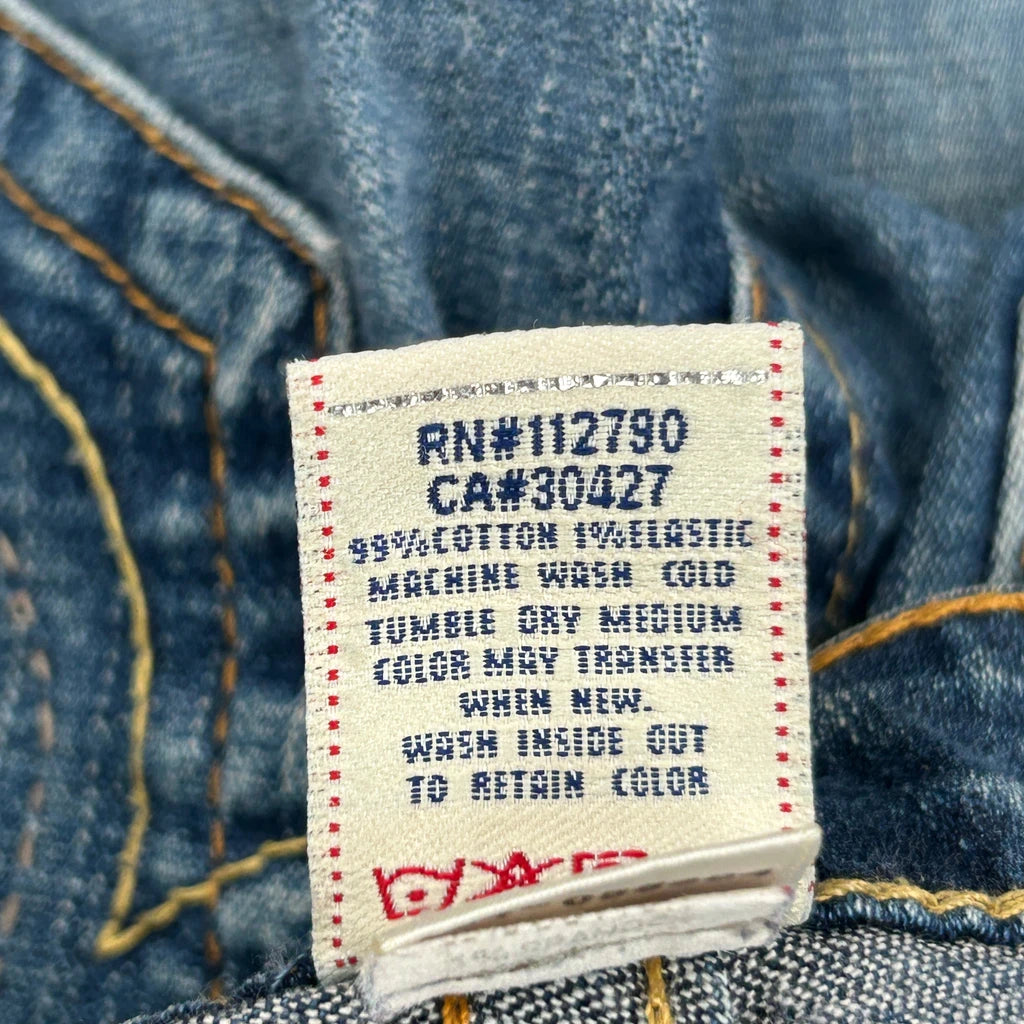 RN#112790
CA#30427
99%COTTON 1%ELASTIC
MACHINE WASH COLD
TUMBLE DRY MEDIUM
COLOR MAY TRANSFER
WHEN NEW.
WASH INSIDE OUT
TO RETAIN COLOR